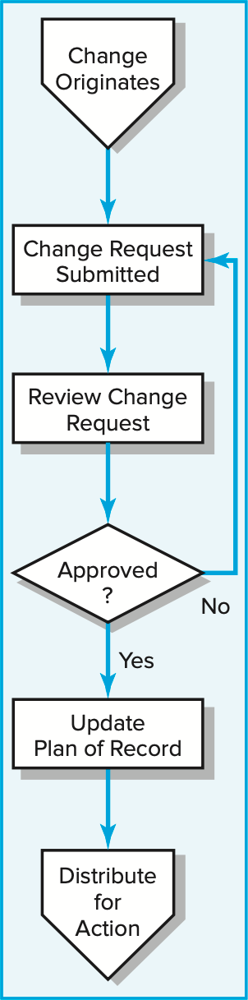 Change
Originates
Change Request
Submitted
Review Change
Request
Approved
?
No
Yes
Update
Plan of Record
Distribute
for
Action